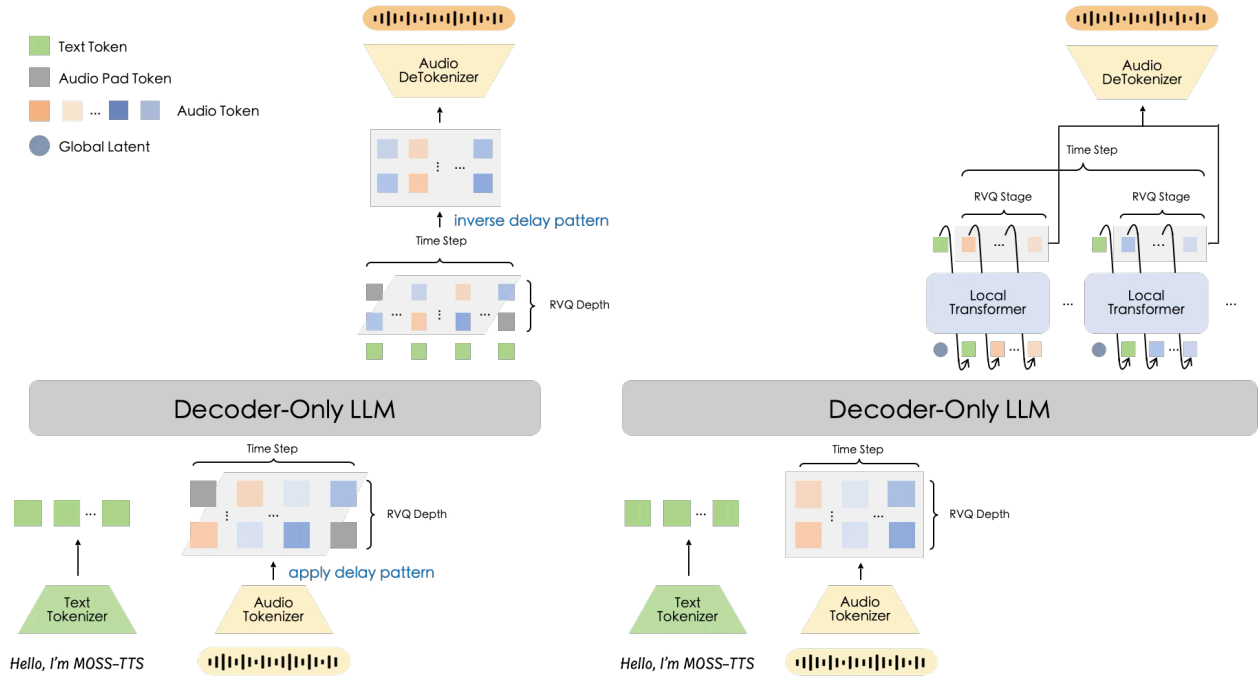 Text Token
Audio Pad Token
... Audio Token
Global Latent
Audio
DeTokenizer
... ...
inverse delay pattern
Time Step
RVQ Depth
... ... ...
Decoder-Only LLM
Time Step
RVQ Depth
...
... ...
apply delay pattern
Text
Tokenizer
Audio
Tokenizer
Hello, I'm MOSS–TTS
Audio
DeTokenizer
Time Step
RVQ Stage
RVQ Stage
... ...
Local
Transformer
...
Local
Transformer
...
... ...
Decoder-Only LLM
Time Step
RVQ Depth
...
... ...
Text
Tokenizer
Audio
Tokenizer
Hello, I'm MOSS–TTS